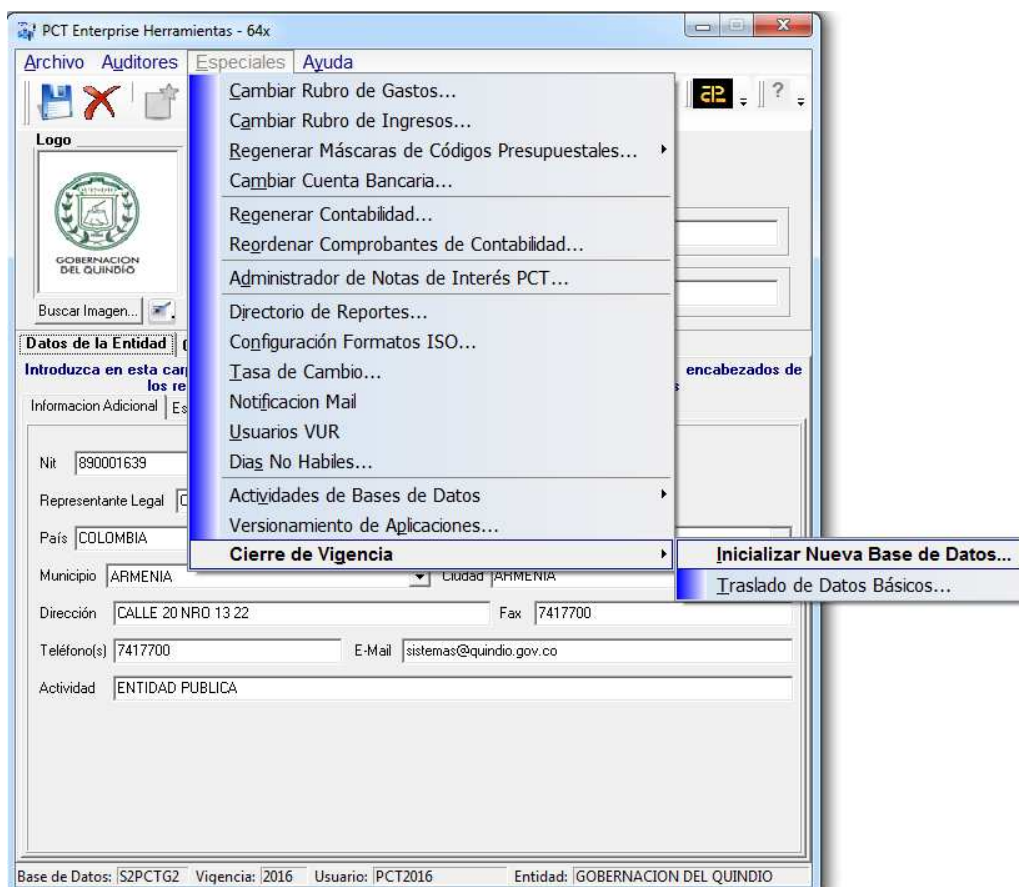 PCT Enterprise Herramientas - 64x
Archivo Auditores Especiales Ayuda
Logo
GOBERNACION
DEL QUINDIO
Buscar Imagen...
Cambiar Rubro de Gastos...
Cambiar Rubro de Ingresos...
Regenerar Máscaras de Códigos Presupuestales...
Cambiar Cuenta Bancaria...
Regenerar Contabilidad...
Reordenar Comprobantes de Contabilidad...
Administrador de Notas de Interés PCT...
Directorio de Reportes...
Configuración Formatos ISO...
Tasa de Cambio...
Notificacion Mail
Usuarios VUR
Dias No Habiles...
Actividades de Bases de Datos
Versionamiento de Aplicaciones...
Cierre de Vigencia
Inicializar Nueva Base de Datos...
Traslado de Datos Básicos...
Datos de la Entidad
Introduzca en esta encabezados de
los
Informacion Adicional
Nit 890001639
Representante Legal
País COLOMBIA
Municipio ARMENIA Ciudad ARMENIA
Dirección CALLE 20 NRO 13 22 Fax 7417700
Teléfono(s) 7417700 E-Mail sistemas@quindio.gov.co
Actividad ENTIDAD PUBLICA
Base de Datos: S2PCTG2 Vigencia: 2016 Usuario: PCT2016 Entidad: GOBERNACION DEL QUINDIO